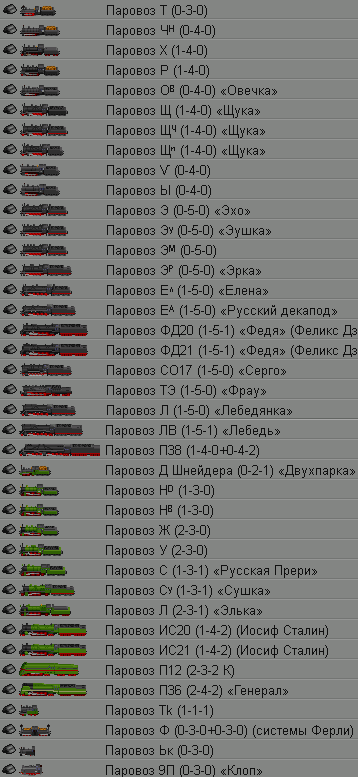 Паровоз Т (0-3-0)
Паровоз Чᴴ (0-4-0)
Паровоз Х (1-4-0)
Паровоз Р (1-4-0)
Паровоз Оᴮ (0-4-0) «Овечка»
Паровоз Щ (1-4-0) «Щука»
Паровоз Щч (1-4-0) «Щука»
Паровоз Щп (1-4-0) «Щука»
Паровоз Ѵ (0-4-0)
Паровоз Ы (0-4-0)
Паровоз Э (0-5-0) «Эхо»
Паровоз Эу (0-5-0) «Эушка»
Паровоз Эᴹ (0-5-0)
Паровоз Эᴾ (0-5-0) «Эрка»
Паровоз Еᴧ (1-5-0) «Елена»
Паровоз Еᴬ (1-5-0) «Русский декапод»
Паровоз ФД20 (1-5-1) «Федя» (Феликс Дз
Паровоз ФД21 (1-5-1) «Федя» (Феликс Дз
Паровоз СО17 (1-5-0) «Серго»
Паровоз ТЭ (1-5-0) «Фрау»
Паровоз Л (1-5-0) «Лебедянка»
Паровоз ЛВ (1-5-1) «Лебедь»
Паровоз П38 (1-4-0+0-4-2)
Паровоз Д Шнейдера (0-2-1) «Двухпарка»
Паровоз Нᴰ (1-3-0)
Паровоз Нᴮ (1-3-0)
Паровоз Ж (2-3-0)
Паровоз У (2-3-0)
Паровоз С (1-3-1) «Русская Прери»
Паровоз Су (1-3-1) «Сушка»
Паровоз Л (2-3-1) «Элька»
Паровоз ИС20 (1-4-2) (Иосиф Сталин)
Паровоз ИС21 (1-4-2) (Иосиф Сталин)
Паровоз П12 (2-3-2 К)
Паровоз П36 (2-4-2) «Генерал»
Паровоз Tk (1-1-1)
Паровоз Ф (0-3-0+0-3-0) (системы Ферли)
Паровоз Ьк (0-3-0)
Паровоз 9П (0-3-0) «Клоп»